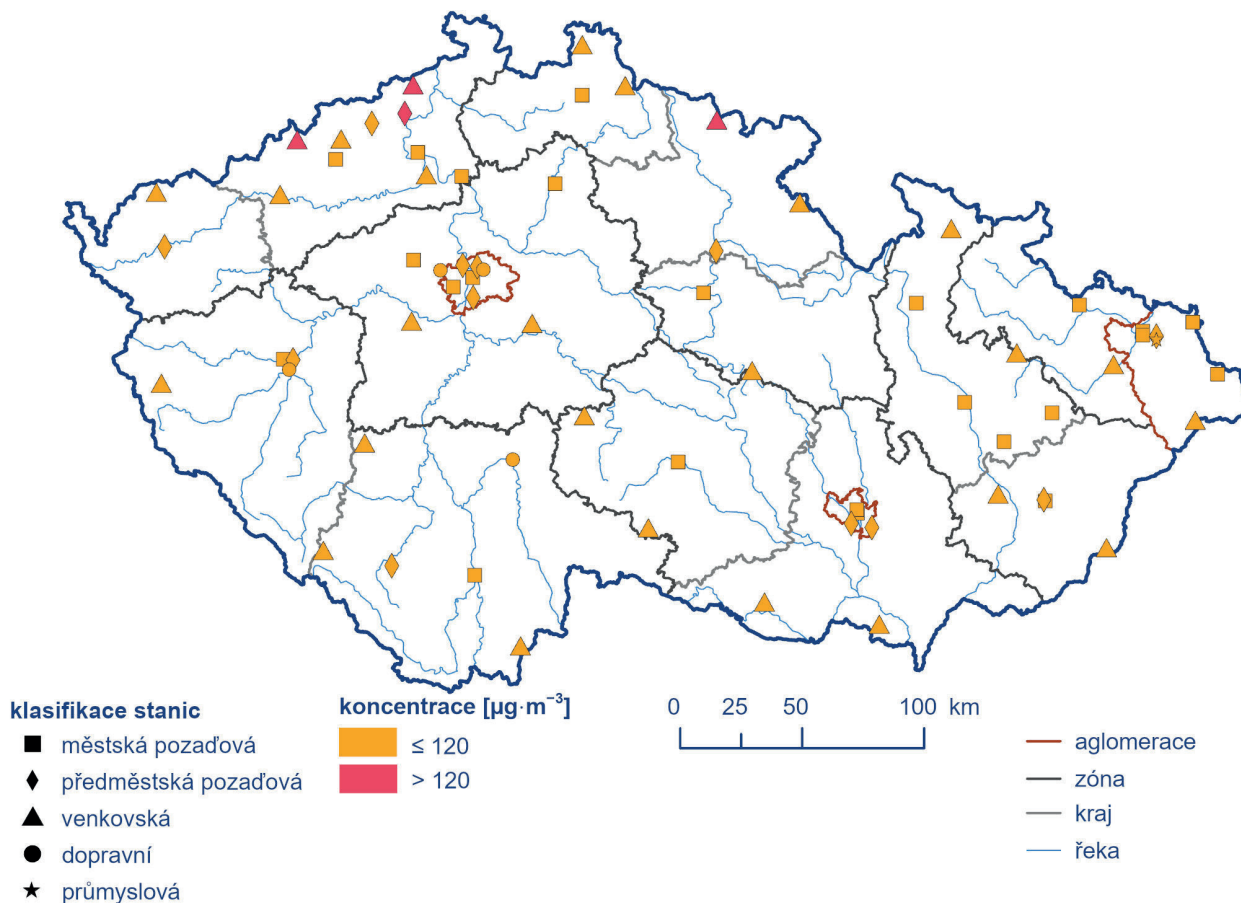 klasifikace stanic
městská pozaďová
předměstská pozaďová
venkovská
dopravní
průmyslová
koncentrace [µg·m⁻³]
≤ 120
> 120
0 25 50 100 km
aglomerace
zóna
kraj
řeka